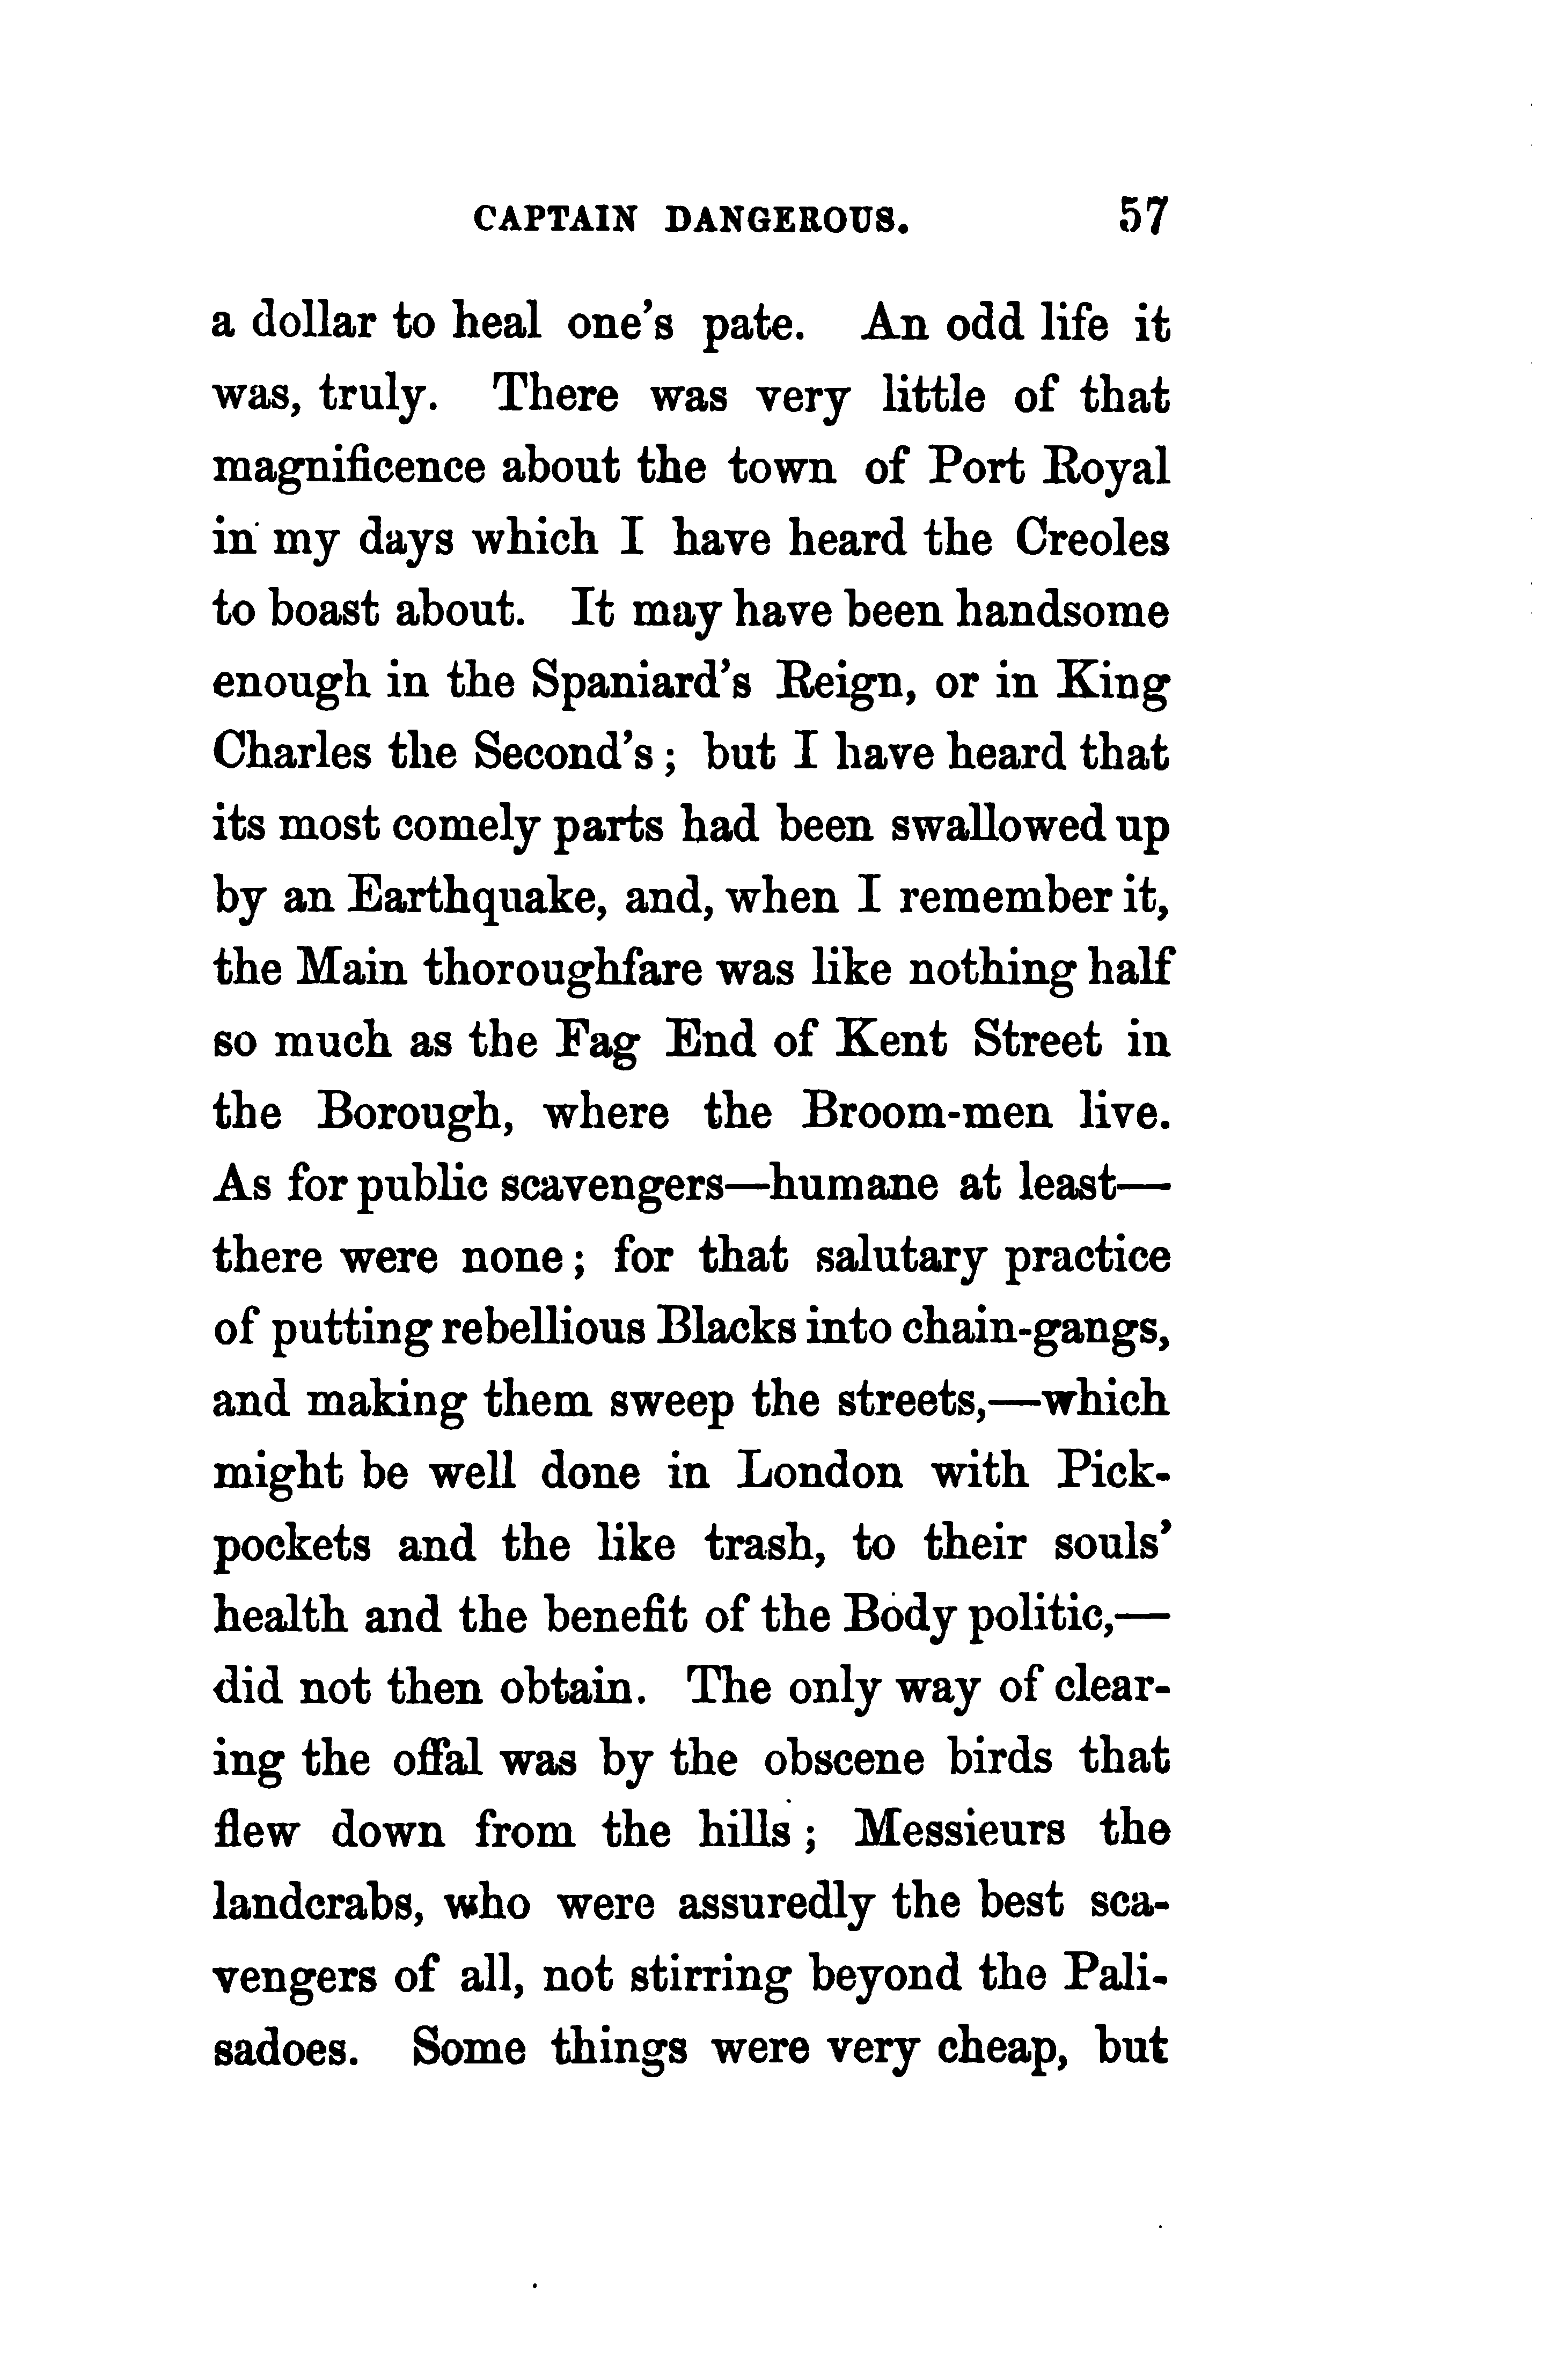 CAPTAIN DANGEROUS. 57
a dollar to heal one's pate. An odd life it
was, truly. There was very little of that
magnificence about the town of Port Royal
in my days which I have heard the Creoles
to boast about. It may have been handsome
enough in the Spaniard's Reign, or in King
Charles the Second's; but I have heard that
its most comely parts had been swallowed up
by an Earthquake, and, when I remember it,
the Main thoroughfare was like nothing half
so much as the Fag End of Kent Street in
the Borough, where the Broom-men live.
As for public scavengers—humane at least—
there were none; for that salutary practice
of putting rebellious Blacks into chain-gangs,
and making them sweep the streets,—which
might be well done in London with Pick-
pockets and the like trash, to their souls'
health and the benefit of the Body politic,—
did not then obtain. The only way of clear-
ing the offal was by the obscene birds that
flew down from the hills; Messieurs the
landcrabs, who were assuredly the best sca-
vengers of all, not stirring beyond the Pali-
sadoes. Some things were very cheap, but